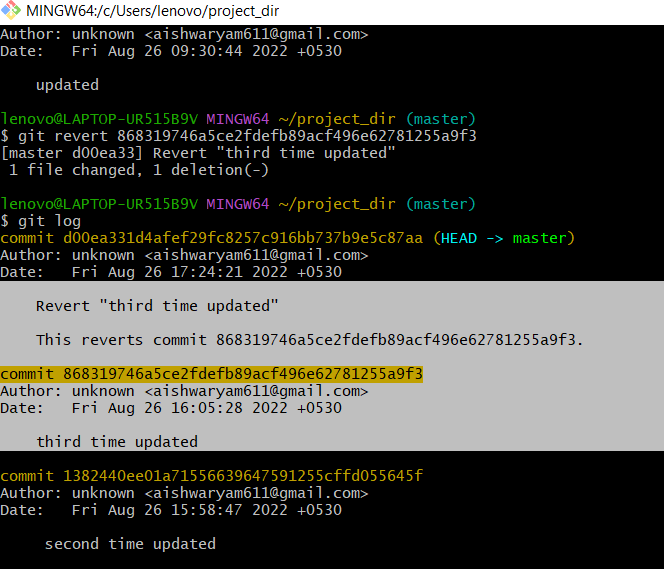 MINGW64:/c/Users/lenovo/project_dir
Author: unknown <aishwaryam611@gmail.com>
Date:   Fri Aug 26 09:30:44 2022 +0530
    updated
lenovo@LAPTOP-UR515B9V MINGW64 ~/project_dir (master)
$ git revert 868319746a5ce2fdefb89acf496e62781255a9f3
[master d00ea33] Revert "third time updated"
 1 file changed, 1 deletion(-)
lenovo@LAPTOP-UR515B9V MINGW64 ~/project_dir (master)
$ git log
commit d00ea331d4afef29fc8257c916bb737b9e5c87aa (HEAD -> master)
Author: unknown <aishwaryam611@gmail.com>
Date:   Fri Aug 26 17:24:21 2022 +0530
    Revert "third time updated"
    This reverts commit 868319746a5ce2fdefb89acf496e62781255a9f3.
commit 868319746a5ce2fdefb89acf496e62781255a9f3
Author: unknown <aishwaryam611@gmail.com>
Date:   Fri Aug 26 16:05:28 2022 +0530
    third time updated
commit 1382440ee01a71556639647591255cffd055645f
Author: unknown <aishwaryam611@gmail.com>
Date:   Fri Aug 26 15:58:47 2022 +0530
     second time updated